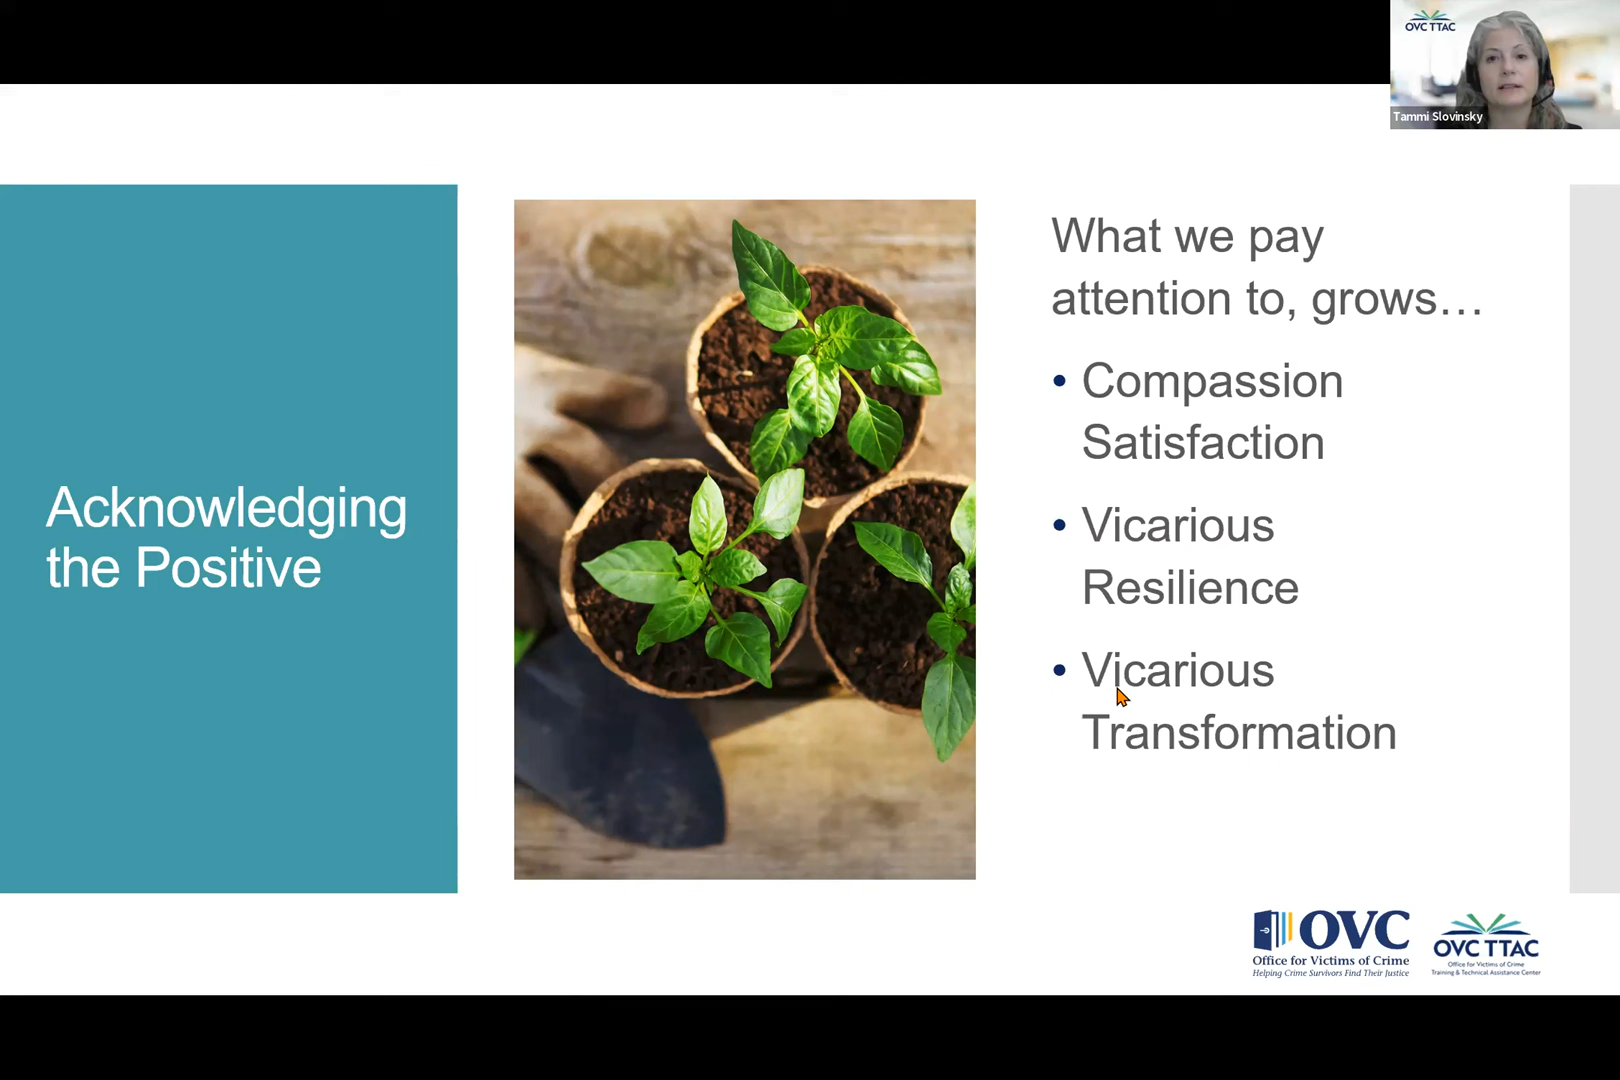 OVC TTAC
Tammi Slovinsky
Acknowledging
the Positive
What we pay
attention to, grows…
• Compassion
Satisfaction
• Vicarious
Resilience
• Vicarious
Transformation
OVC
Office for Victims of Crime
Helping Crime Survivors Find Their Justice
OVC TTAC
Office for Victims of Crime
Training & Technical Assistance Center